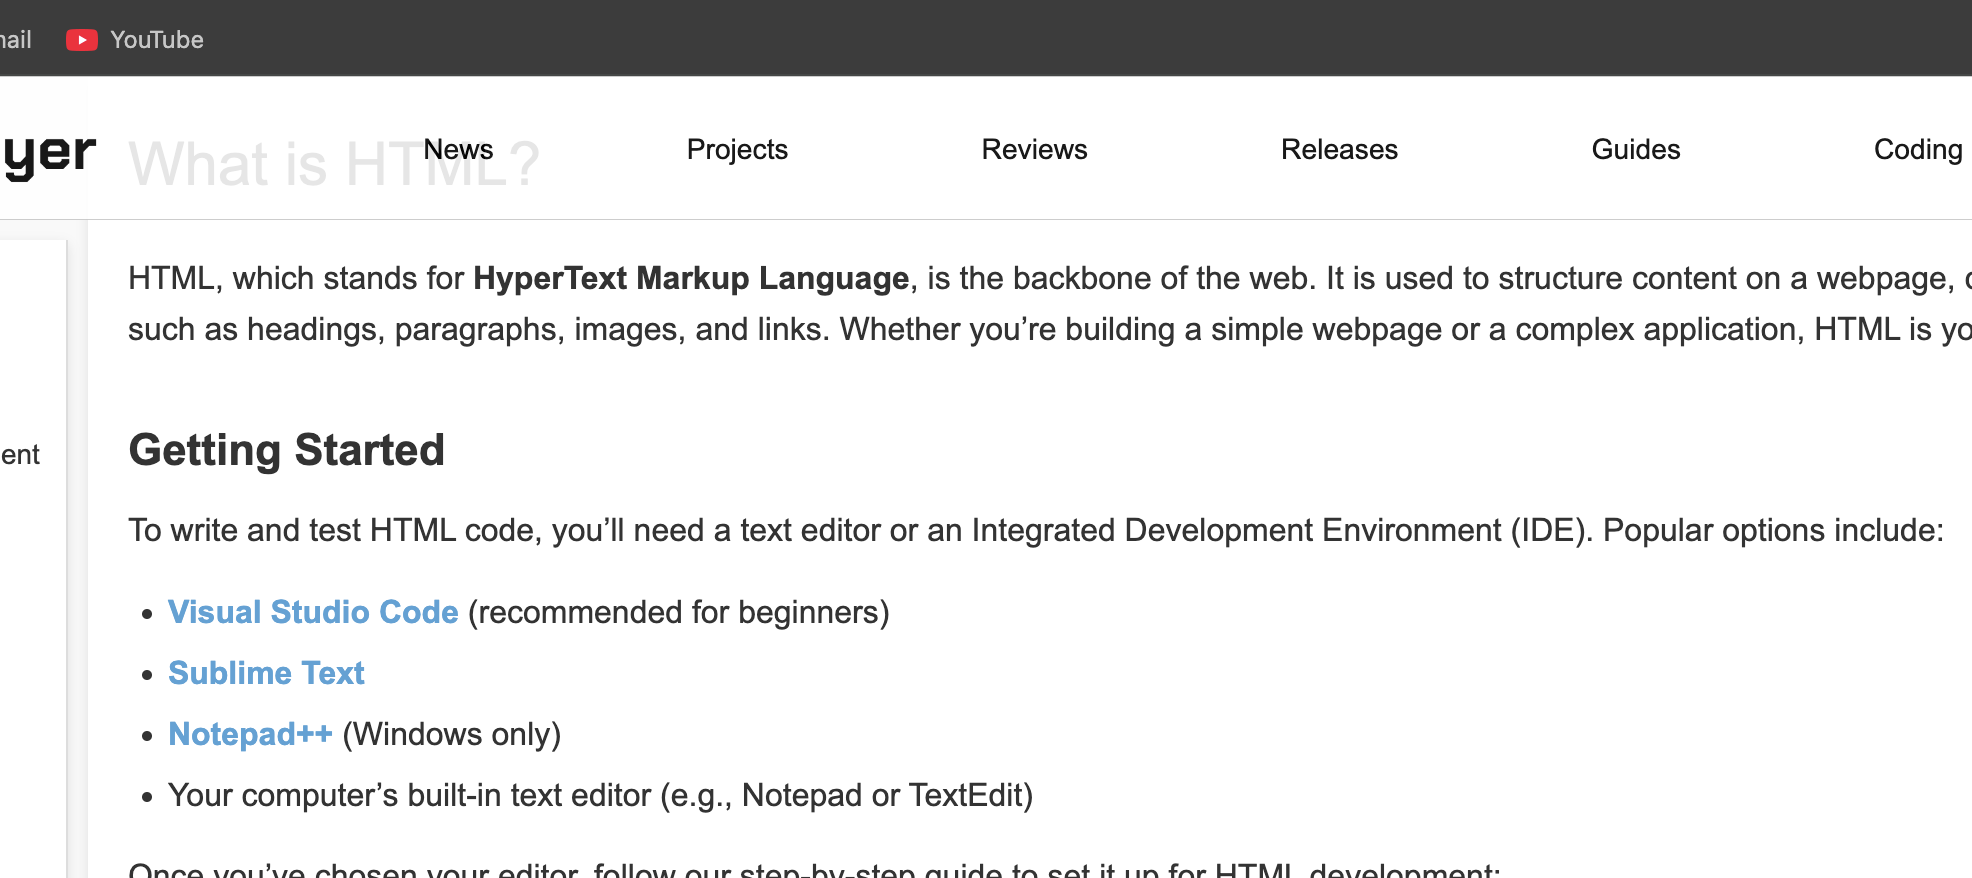 YouTube
yer
News Projects Reviews Releases Guides Coding
What is HTML?
HTML, which stands for HyperText Markup Language, is the backbone of the web. It is used to structure content on a webpage,
such as headings, paragraphs, images, and links. Whether you’re building a simple webpage or a complex application, HTML is yo
ent
Getting Started
To write and test HTML code, you’ll need a text editor or an Integrated Development Environment (IDE). Popular options include:
• Visual Studio Code (recommended for beginners)
• Sublime Text
• Notepad++ (Windows only)
• Your computer’s built-in text editor (e.g., Notepad or TextEdit)
Once you’ve chosen your editor, follow our step-by-step guide to set it up for HTML development: